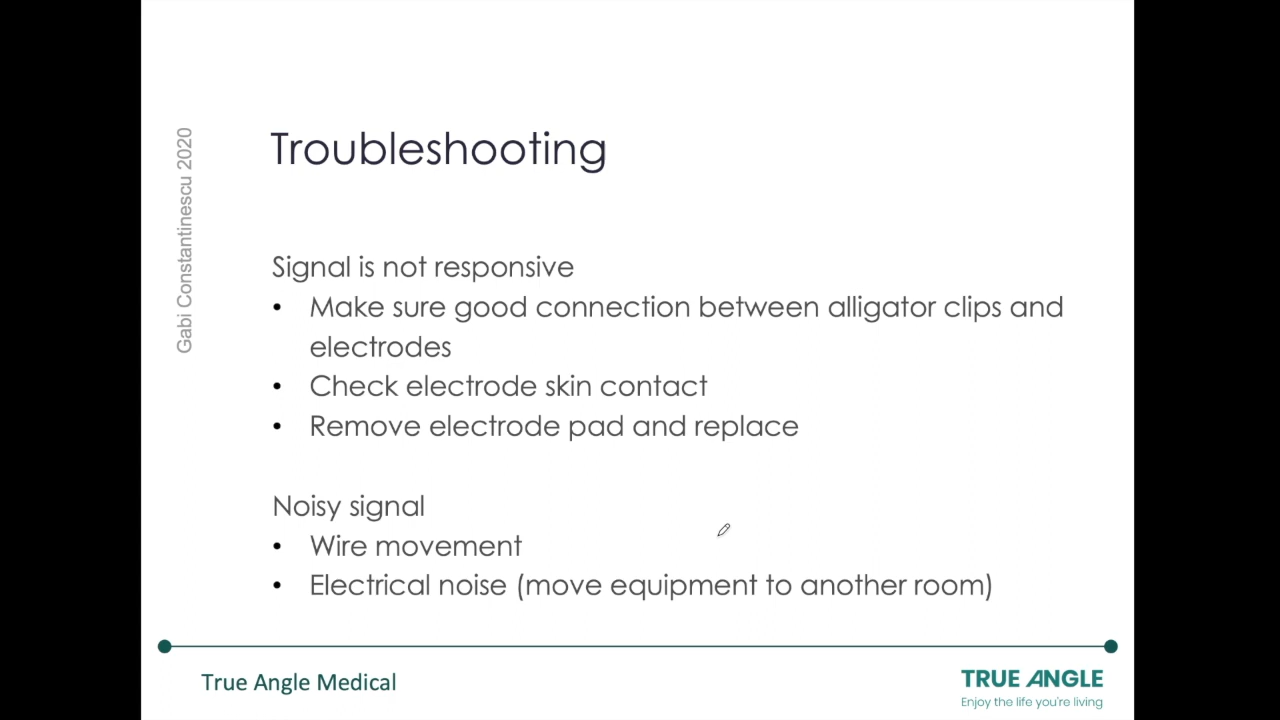 Gabi Constantinescu 2020
Troubleshooting
Signal is not responsive
• Make sure good connection between alligator clips and
electrodes
• Check electrode skin contact
• Remove electrode pad and replace
Noisy signal
• Wire movement
• Electrical noise (move equipment to another room)
True Angle Medical
TRUE ANGLE
Enjoy the life you're living